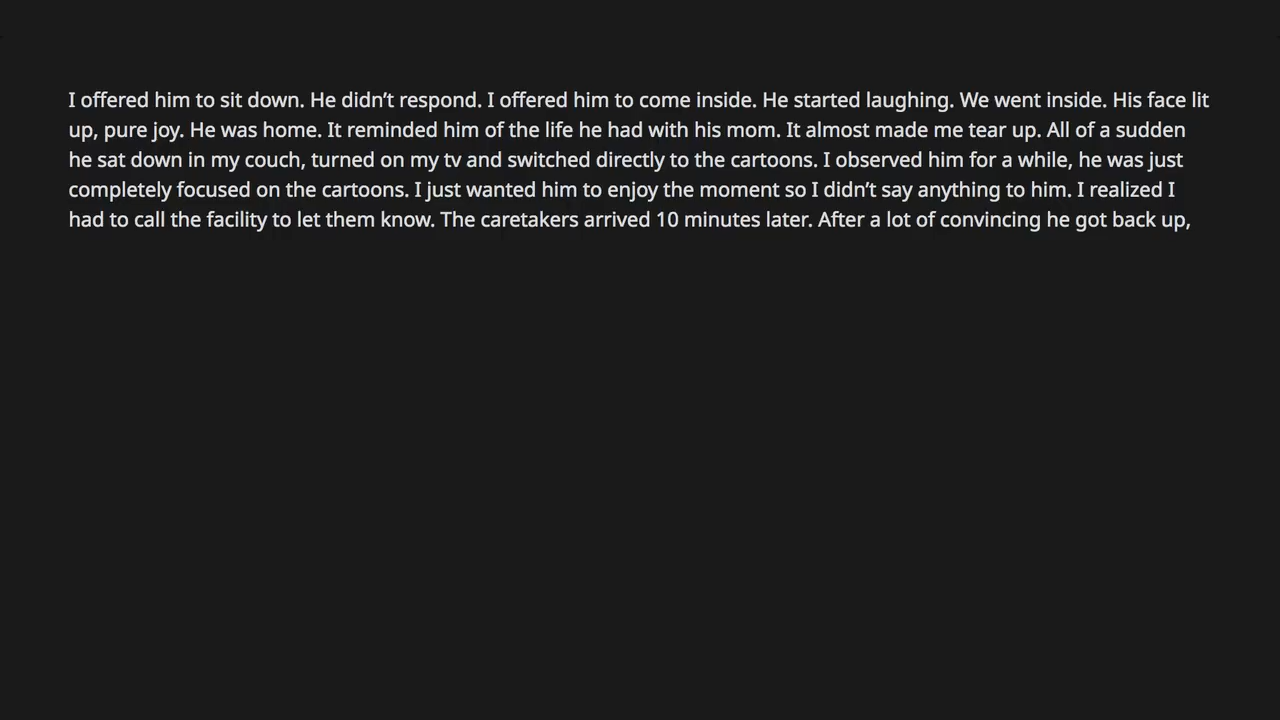 I offered him to sit down. He didn’t respond. I offered him to come inside. He started laughing. We went inside. His face lit
up, pure joy. He was home. It reminded him of the life he had with his mom. It almost made me tear up. All of a sudden
he sat down in my couch, turned on my tv and switched directly to the cartoons. I observed him for a while, he was just
completely focused on the cartoons. I just wanted him to enjoy the moment so I didn’t say anything to him. I realized I
had to call the facility to let them know. The caretakers arrived 10 minutes later. After a lot of convincing he got back up,